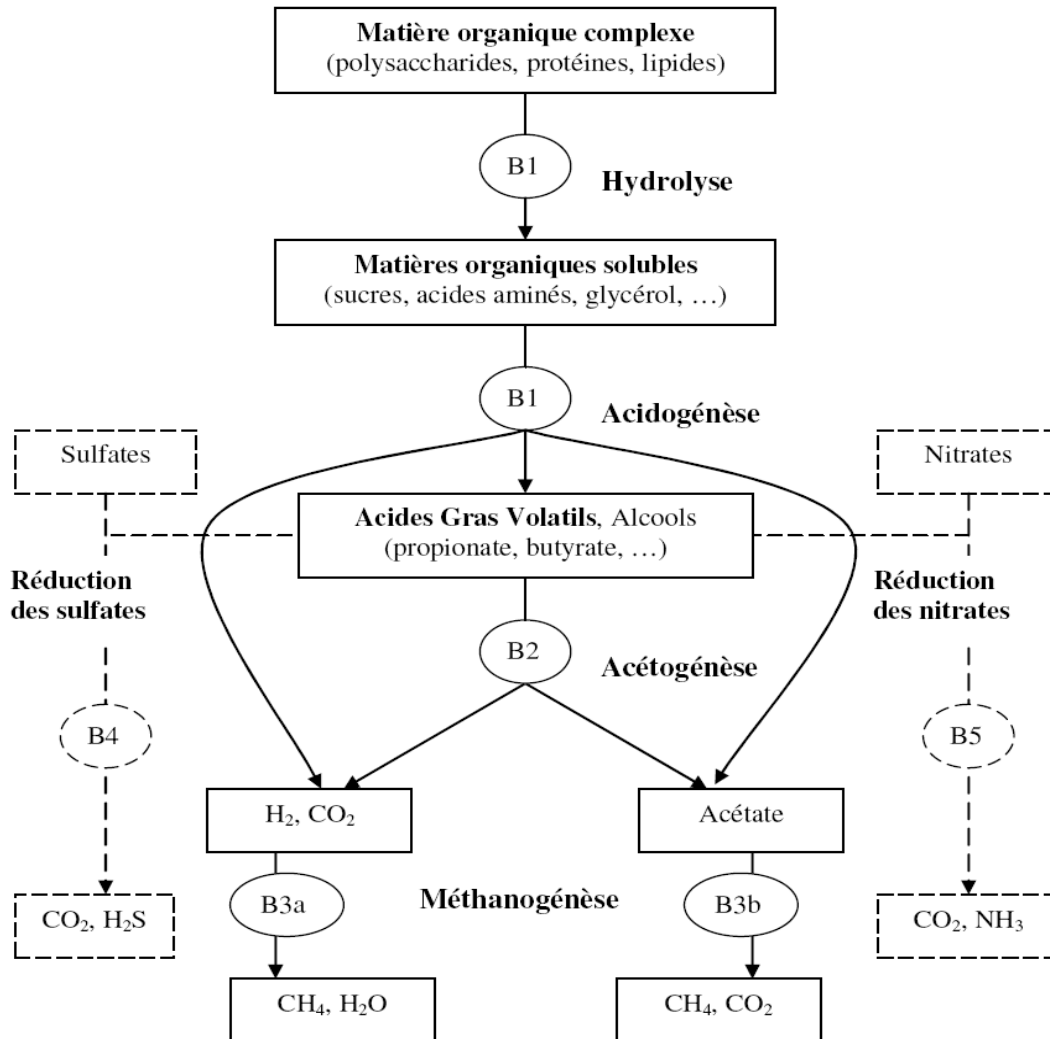 Matière organique complexe
(polysaccharides, protéines, lipides)
B1
Hydrolyse
Matières organiques solubles
(sucres, acides aminés, glycérol, …)
B1
Acidogénèse
Sulfates
Nitrates
Acides Gras Volatils, Alcools
(propionate, butyrate, …)
Réduction
des sulfates
Réduction
des nitrates
B2
Acétogénèse
B4
B5
H₂, CO₂
Acétate
B3a
Méthanogénèse
B3b
CO₂, H₂S
CO₂, NH₃
CH₄, H₂O
CH₄, CO₂